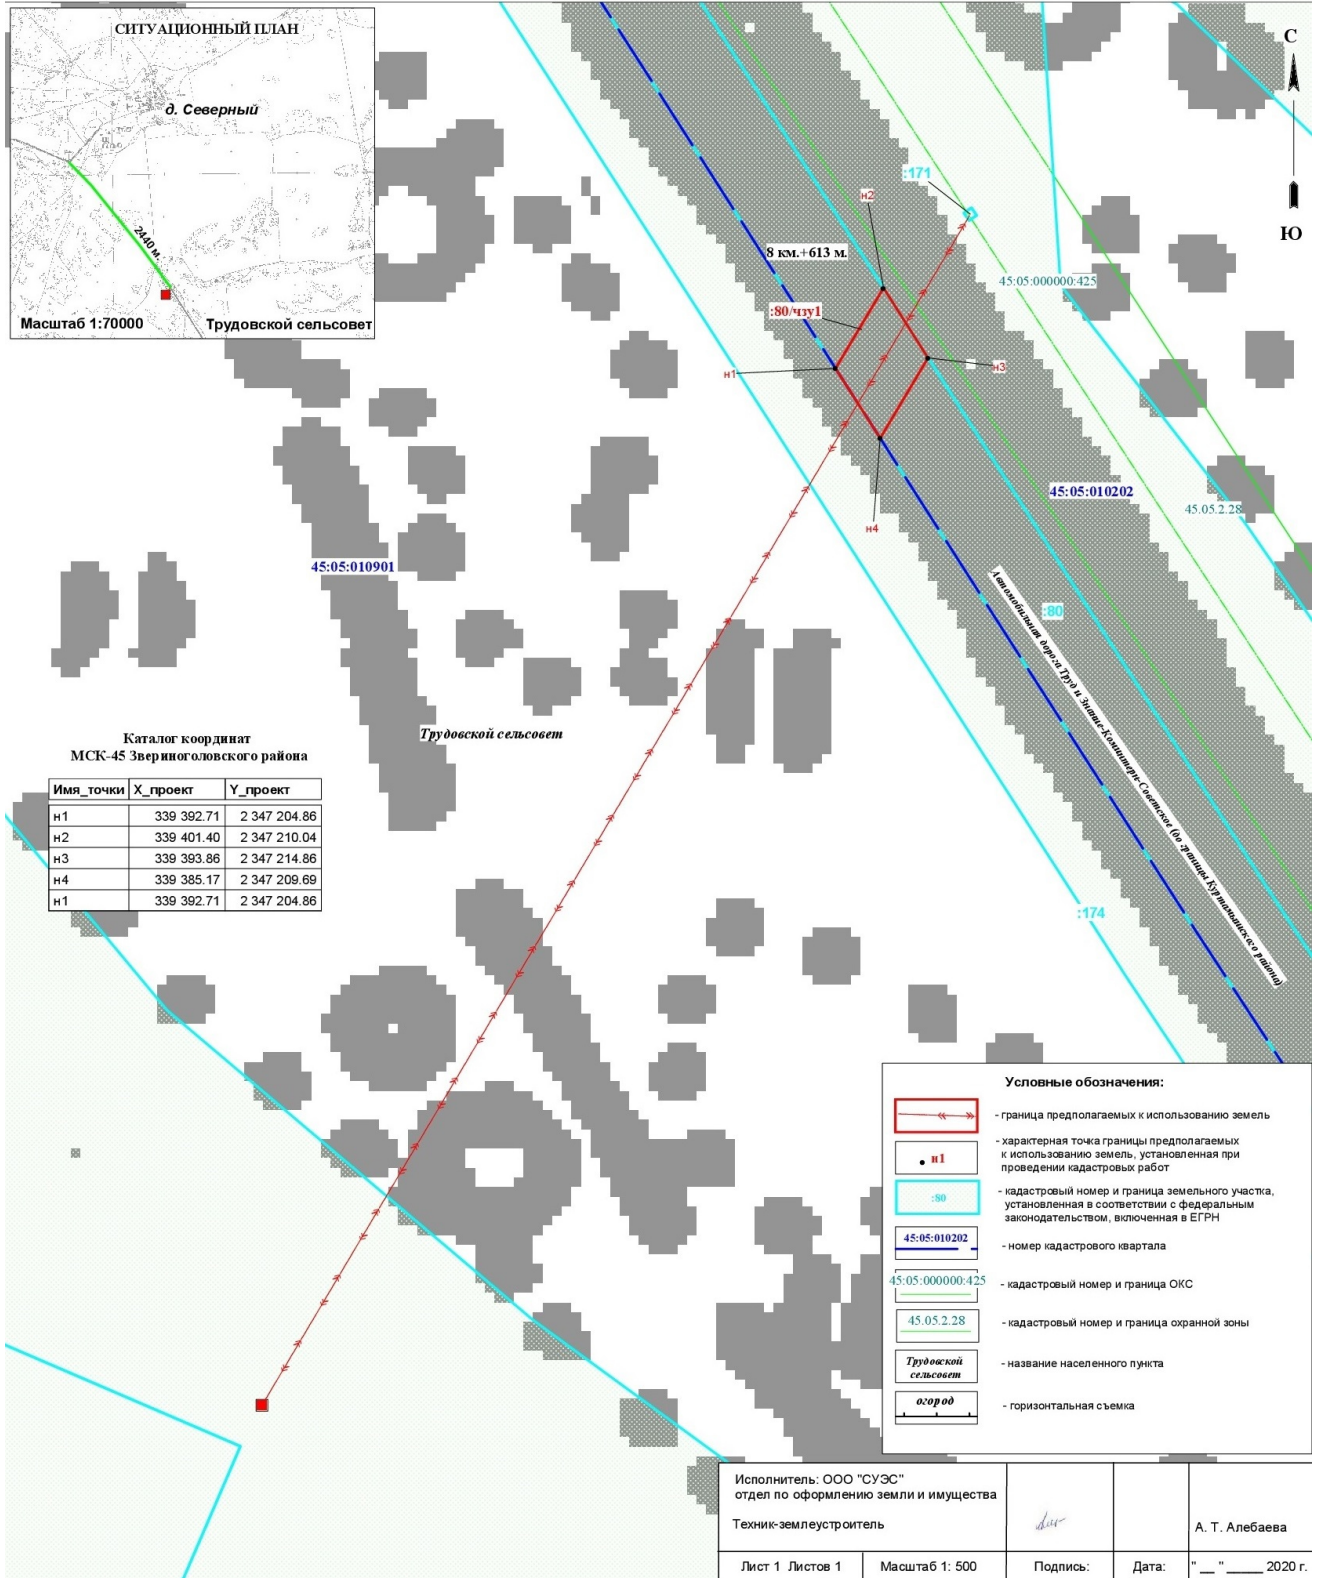 СИТУАЦИОННЫЙ ПЛАН
д. Северный
2440 м.
Масштаб 1:70000
Трудовской сельсовет
С
Ю
:171
н2
8 км.+613 м.
45:05:000000:425
:80/чзу1
н1
н3
45:05:010202
45.05.2.28
н4
45:05:010901
:80
Автомобильная дорога Труд и Знание-Коминтерн-Советское (до границы Куртамышского района)
Трудовской сельсовет
:174
Каталог координат
МСК-45 Звериноголовского района
Имя_точки X_проект Y_проект
н1 339 392.71 2 347 204.86
н2 339 401.40 2 347 210.04
н3 339 393.86 2 347 214.86
н4 339 385.17 2 347 209.69
н1 339 392.71 2 347 204.86
Условные обозначения:
- граница предполагаемых к использованию земель
н1
- характерная точка границы предполагаемых
к использованию земель, установленная при
проведении кадастровых работ
:80
- кадастровый номер и граница земельного участка,
установленная в соответствии с федеральным
законодательством, включенная в ЕГРН
45:05:010202
- номер кадастрового квартала
45:05:000000:425
- кадастровый номер и граница ОКС
45.05.2.28
- кадастровый номер и граница охранной зоны
Трудовской
сельсовет
- название населенного пункта
огород
- горизонтальная съемка
Исполнитель: ООО "СУЭС"
отдел по оформлению земли и имущества
Техник-землеустроитель
А. Т. Алебаева
Лист 1 Листов 1
Масштаб 1: 500
Подпись:
Дата:
" __ " _____ 2020 г.